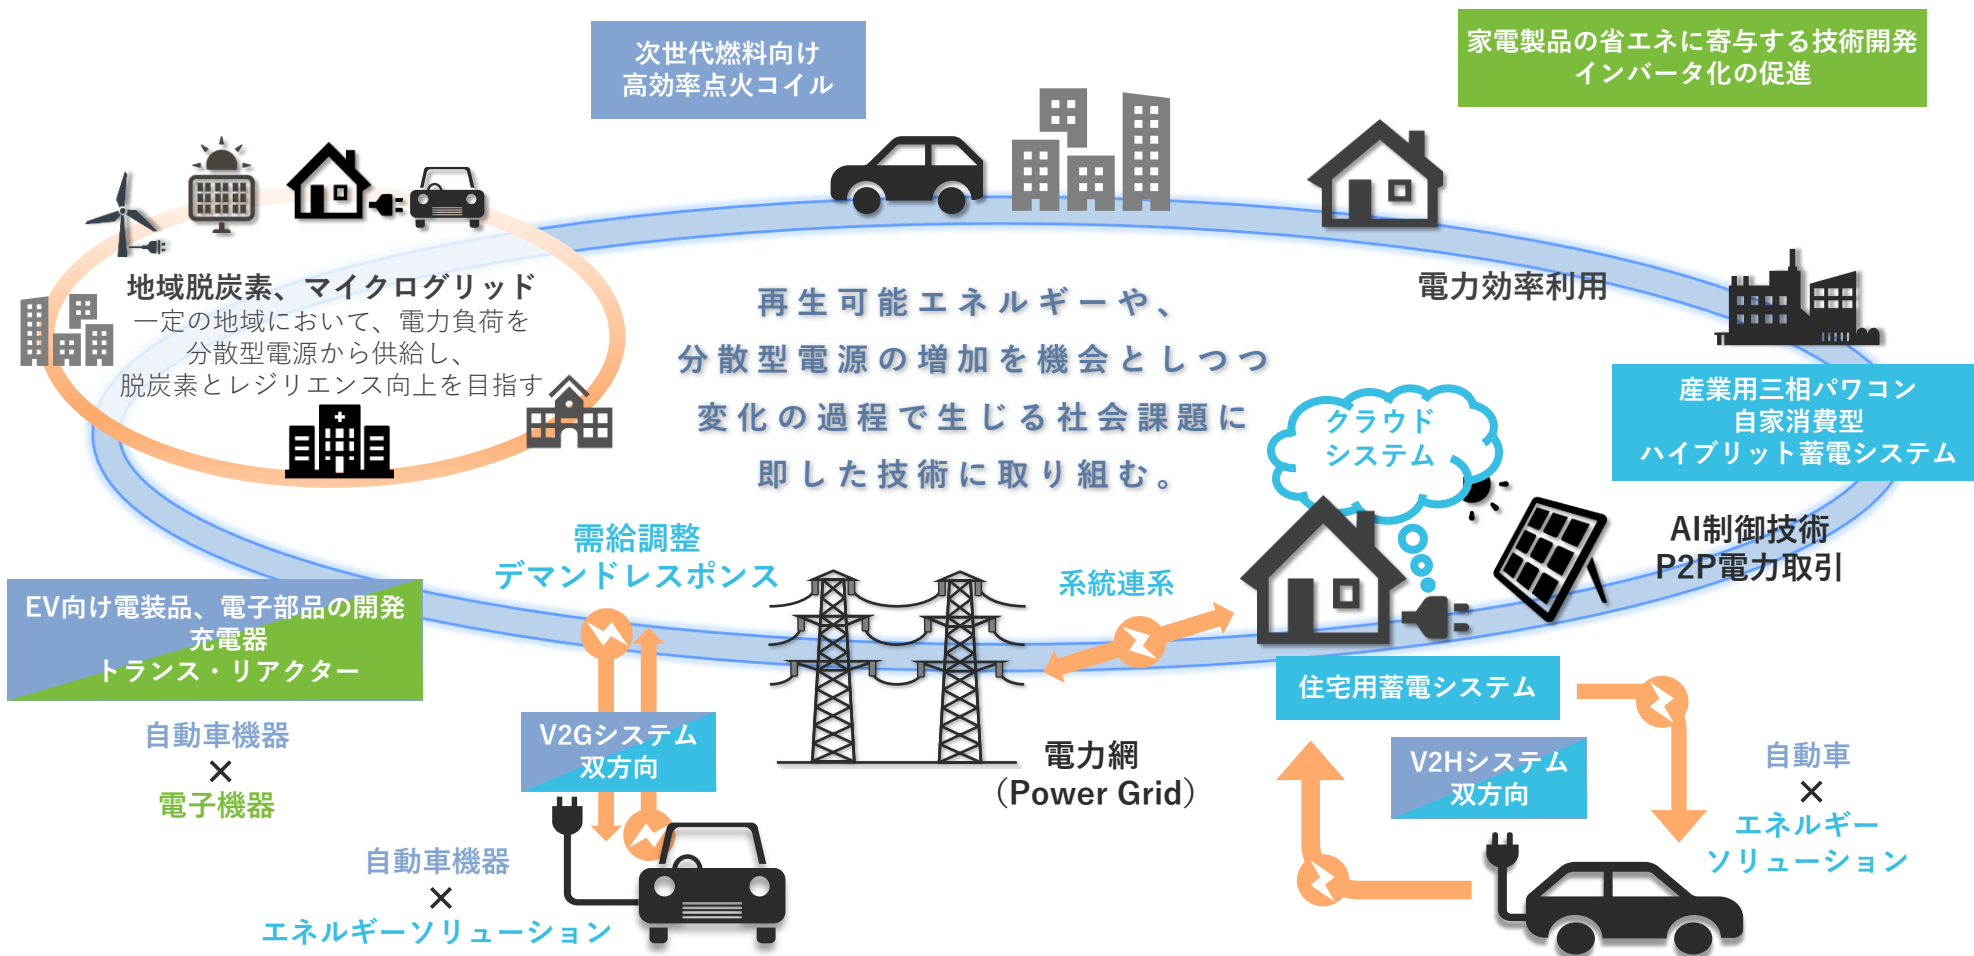 次世代燃料向け
高効率点火コイル
家電製品の省エネに寄与する技術開発
インバータ化の促進
地域脱炭素、マイクログリッド
一定の地域において、電力負荷を
分散型電源から供給し、
脱炭素とレジリエンス向上を目指す
再生可能エネルギーや、
分散型電源の増加を機会としつつ
変化の過程で生じる社会課題に
即した技術に取り組む。
電力効率利用
産業用三相パワコン
自家消費型
ハイブリット蓄電システム
クラウド
システム
AI制御技術
P2P電力取引
需給調整
デマンドレスポンス
系統連系
EV向け電装品、電子部品の開発
充電器
トランス・リアクター
自動車機器
×
電子機器
V2Gシステム
双方向
電力網
（Power Grid）
住宅用蓄電システム
V2Hシステム
双方向
自動車
×
エネルギー
ソリューション
自動車機器
×
エネルギーソリューション